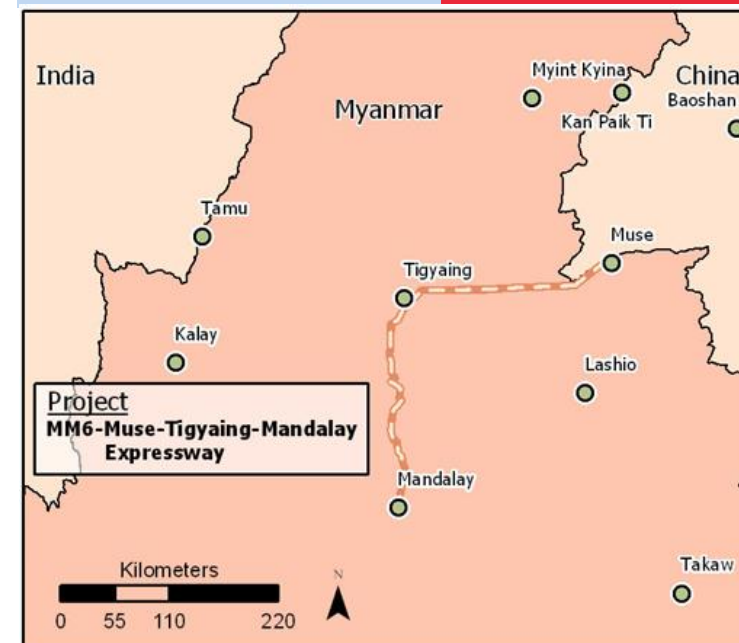 India
Myanmar
Myint Kyina
China
Baoshan
Kan Paik Ti
Tamu
Muse
Tigyaing
Kalay
Lashio
Project
MM6-Muse-Tigyaing-Mandalay
Expressway
Mandalay
Kilometers
N
Takaw
0 55 110 220